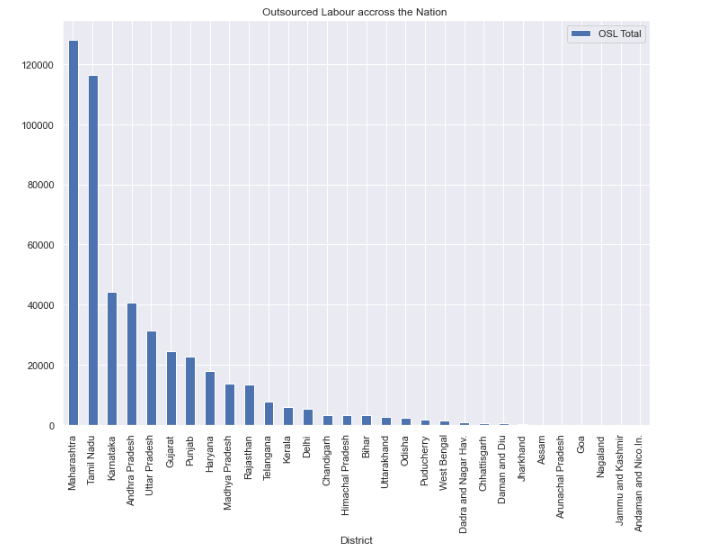 Outsourced Labour accross the Nation
OSL Total
120000
100000
80000
60000
40000
20000
0
Maharashtra
Tamil Nadu
Karnataka
Andhra Pradesh
Uttar Pradesh
Gujarat
Punjab
Haryana
Madhya Pradesh
Rajasthan
Telangana
Kerala
Delhi
Chandigarh
Himachal Pradesh
Bihar
Uttarakhand
Odisha
Puducherry
West Bengal
Dadra and Nagar Hav.
Chhattisgarh
Daman and Diu
Jharkhand
Assam
Arunachal Pradesh
Goa
Nagaland
Jammu and Kashmir
Andaman and Nico.In.
District